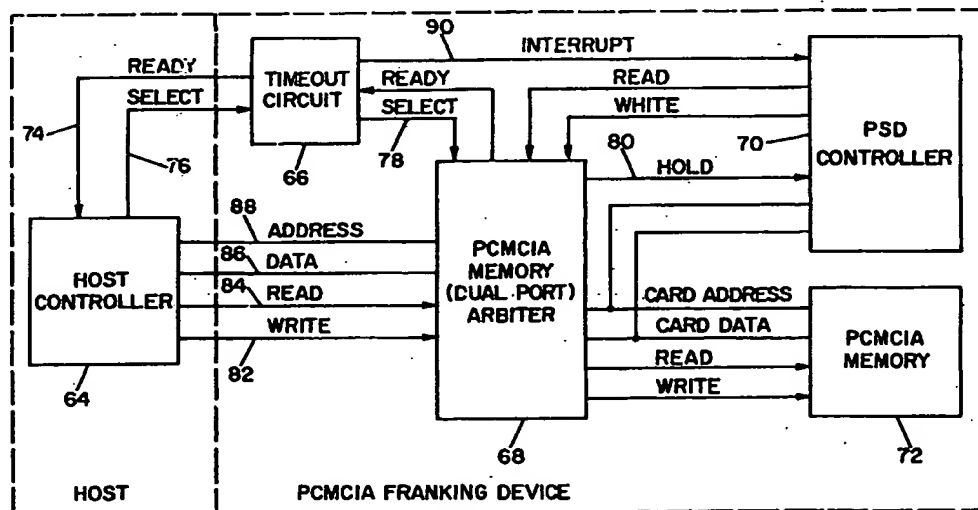 90
INTERRUPT
READY
TIMEOUT
CIRCUIT
READY
READ
SELECT
SELECT
WHITE
74
76
66
78
70
PSD
CONTROLLER
80
HOLD
88
ADDRESS
86
DATA
84
READ
WRITE
82
HOST
CONTROLLER
64
PCMCIA
MEMORY
(DUAL PORT)
ARBITER
68
CARD ADDRESS
CARD DATA
READ
WRITE
PCMCIA
MEMORY
72
HOST
PCMCIA FRANKING DEVICE